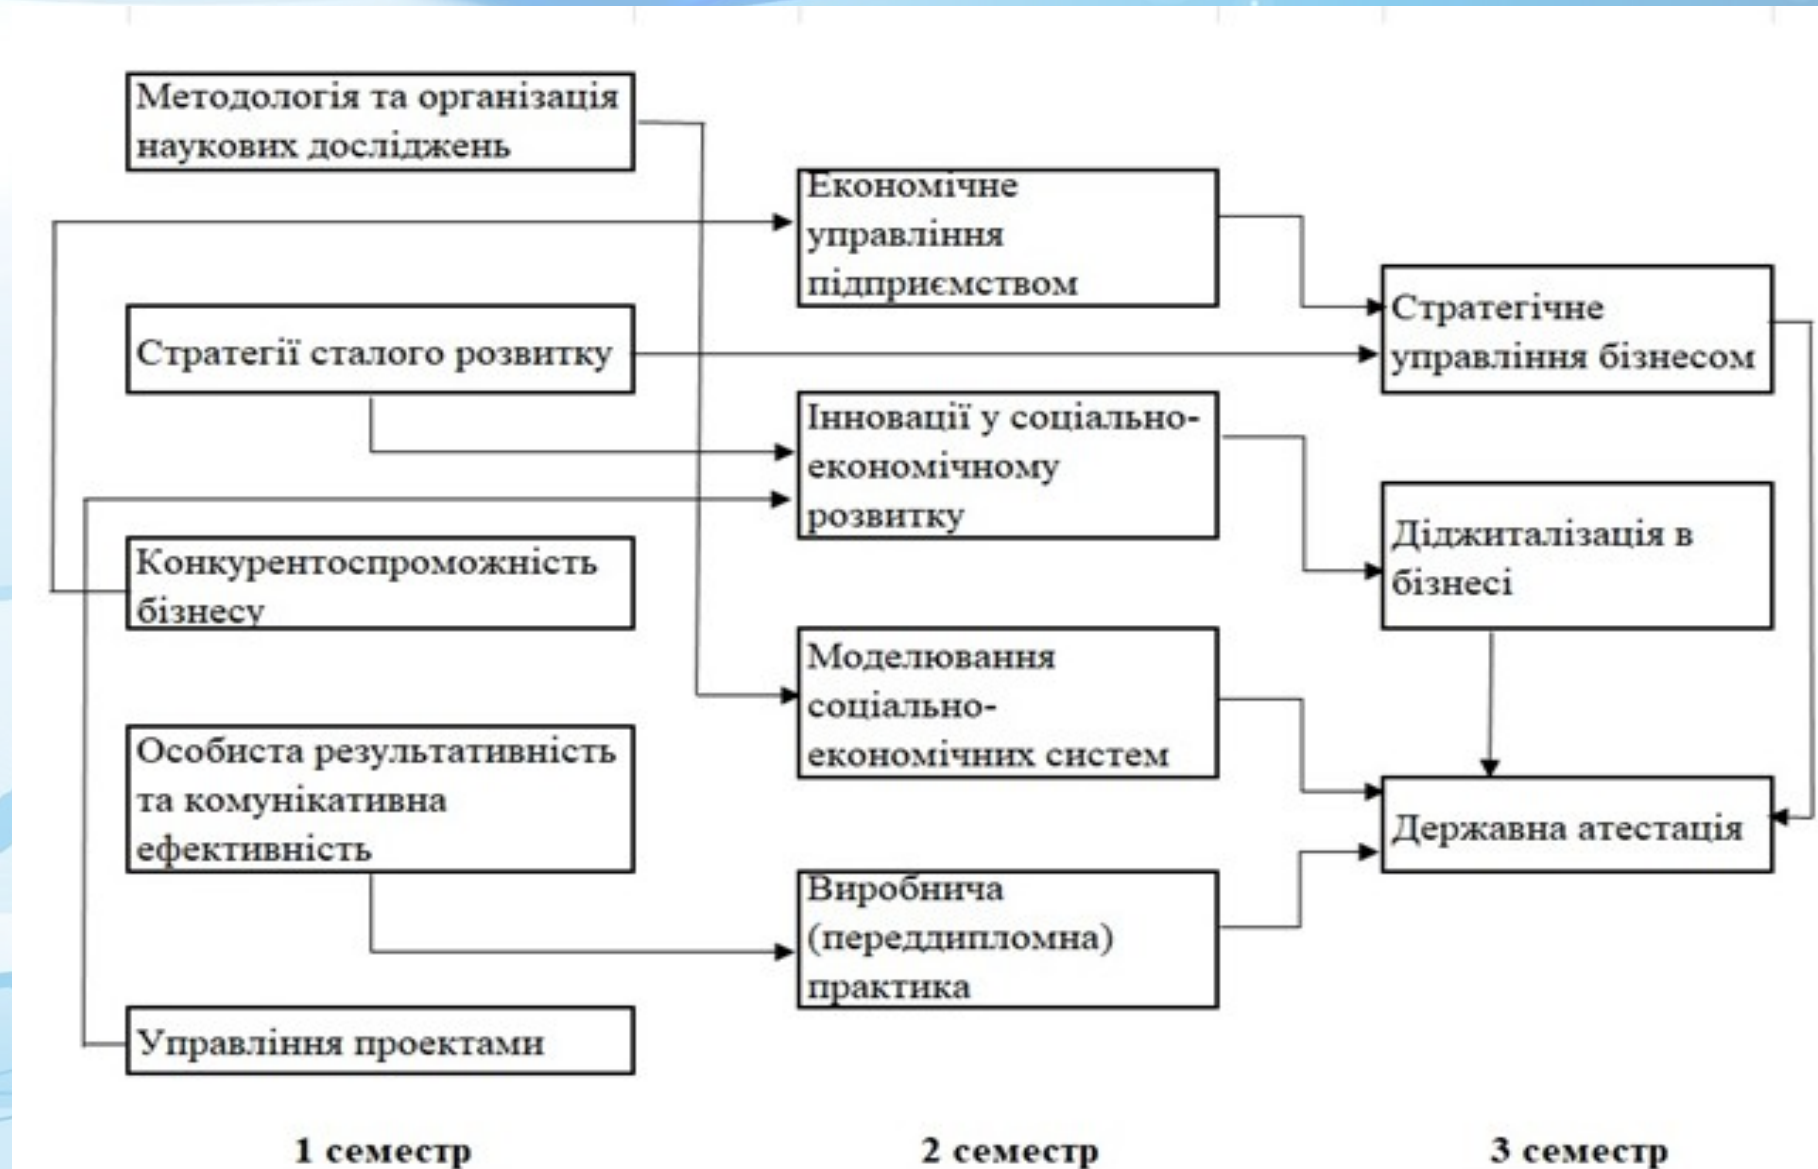 Методологія та організація
наукових досліджень
Стратегії сталого розвитку
Конкурентоспроможність
бізнесу
Особиста результативність
та комунікативна
ефективність
Управління проектами
1 семестр
Економічне
управління
підприємством
Інновації у соціально-
економічному
розвитку
Моделювання
соціально-
економічних систем
Виробнича
(переддипломна)
практика
2 семестр
Стратегічне
управління бізнесом
Діджиталізація в
бізнесі
Державна атестація
3 семестр